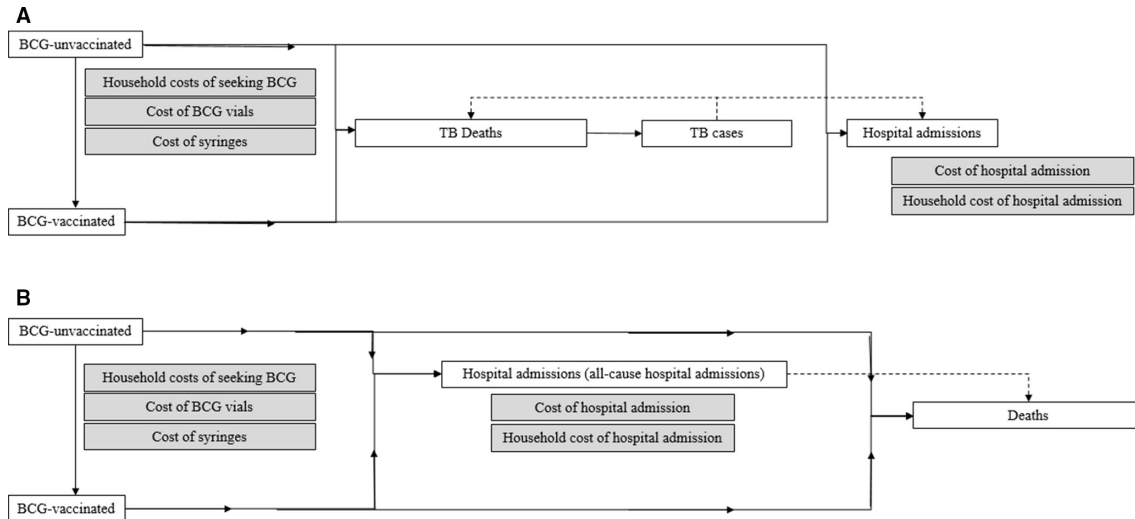 A
BCG-unvaccinated
Household costs of seeking BCG
Cost of BCG vials
Cost of syringes
TB Deaths
TB cases
Hospital admissions
Cost of hospital admission
Household cost of hospital admission
BCG-vaccinated
B
BCG-unvaccinated
Household costs of seeking BCG
Cost of BCG vials
Cost of syringes
Hospital admissions (all-cause hospital admissions)
Cost of hospital admission
Household cost of hospital admission
Deaths
BCG-vaccinated